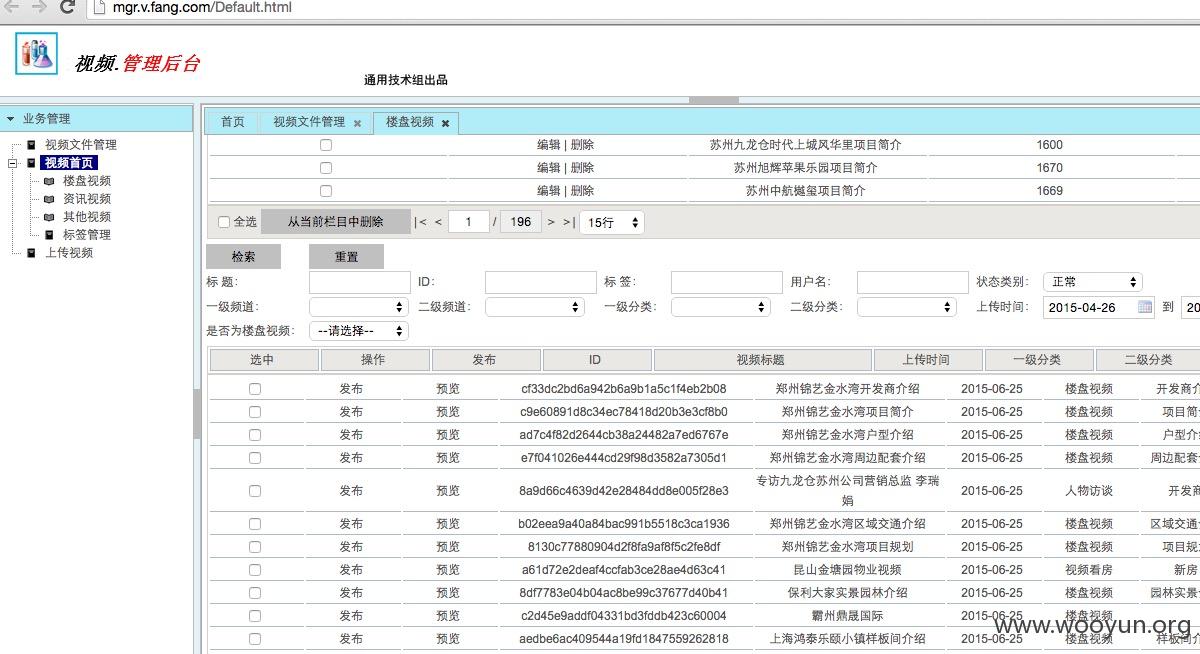 mgr.v.fang.com/Default.html
视频.管理后台
通用技术组出品
业务管理
视频文件管理
视频首页
楼盘视频
资讯视频
其他视频
标签管理
上传视频
首页 视频文件管理 楼盘视频
编辑 | 删除 苏州九龙仓时代上城风华里项目简介 1600
编辑 | 删除 苏州旭辉苹果乐园项目简介 1670
编辑 | 删除 苏州中航樾玺项目简介 1669
全选 从当前栏目中删除 |< < 1 / 196 > >| 15行
检索 重置
标 题: ID: 标 签: 用户名: 状态类别: 正常
一级频道: 二级频道: 一级分类: 二级分类: 上传时间: 2015-04-26 到 20
是否为楼盘视频: --请选择--
选中 操作 发布 ID 视频标题 上传时间 一级分类 二级分类
发布 预览 cf33dc2bd6a942b6a9b1a5c1f4eb2b08 郑州锦艺金水湾开发商介绍 2015-06-25 楼盘视频 开发商介
发布 预览 c9e60891d8c34ec78418d20b3e3cf8b0 郑州锦艺金水湾项目简介 2015-06-25 楼盘视频 项目简
发布 预览 ad7c4f82d2644cb38a24482a7ed6767e 郑州锦艺金水湾户型介绍 2015-06-25 楼盘视频 户型介
发布 预览 e7f041026e444cd29f98d3582a7305d1 郑州锦艺金水湾周边配套介绍 2015-06-25 楼盘视频 周边配套
发布 预览 8a9d66c4639d42e28484dd8e005f28e3 专访九龙仓苏州公司营销总监 李瑞娟 2015-06-25 人物访谈 开发商
发布 预览 b02eea9a40a84bac991b5518c3ca1936 郑州锦艺金水湾区域交通介绍 2015-06-25 楼盘视频 区域交通
发布 预览 8130c77880904d2f8fa9af8f5c2fe8df 郑州锦艺金水湾项目规划 2015-06-25 楼盘视频 项目规
发布 预览 a61d72e2deaf4ccfab3ce28ae4d63c41 昆山金塘园物业视频 2015-06-25 视频看房 新房
发布 预览 8df7783e04b04ac8be99c37677d40b41 保利大家实景园林介绍 2015-06-25 楼盘视频 园林实景
发布 预览 c2d45e9addf04331bd3fddb423c60004 霸州鼎晟国际 2015-06-25 楼盘视频
发布 预览 aedbe6ac409544a19fd1847559262818 上海鸿泰乐颐小镇样板间介绍 2015-06-25 楼盘视频 样板间介
www.wooyun.org